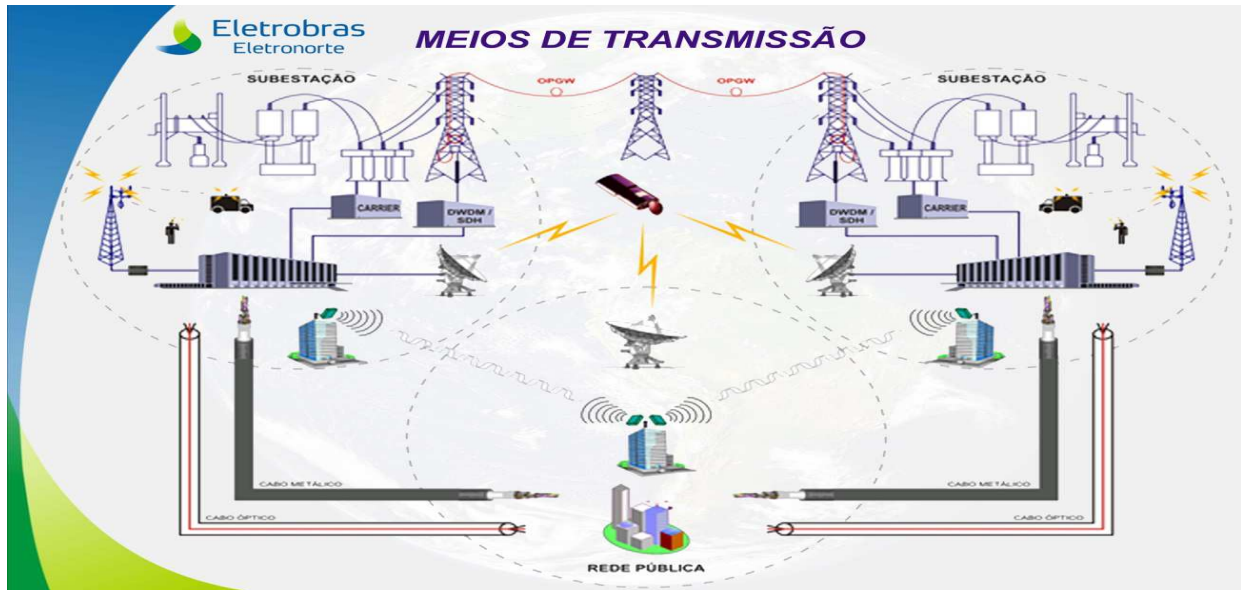 Eletrobras
Eletronorte
MEIOS DE TRANSMISSÃO
SUBESTAÇÃO
OPGW
OPGW
SUBESTAÇÃO
CARRIER
DWDM /
SDH
DWDM /
SDH
CARRIER
CABO METÁLICO
CABO METÁLICO
CABO ÓPTICO
CABO ÓPTICO
REDE PÚBLICA